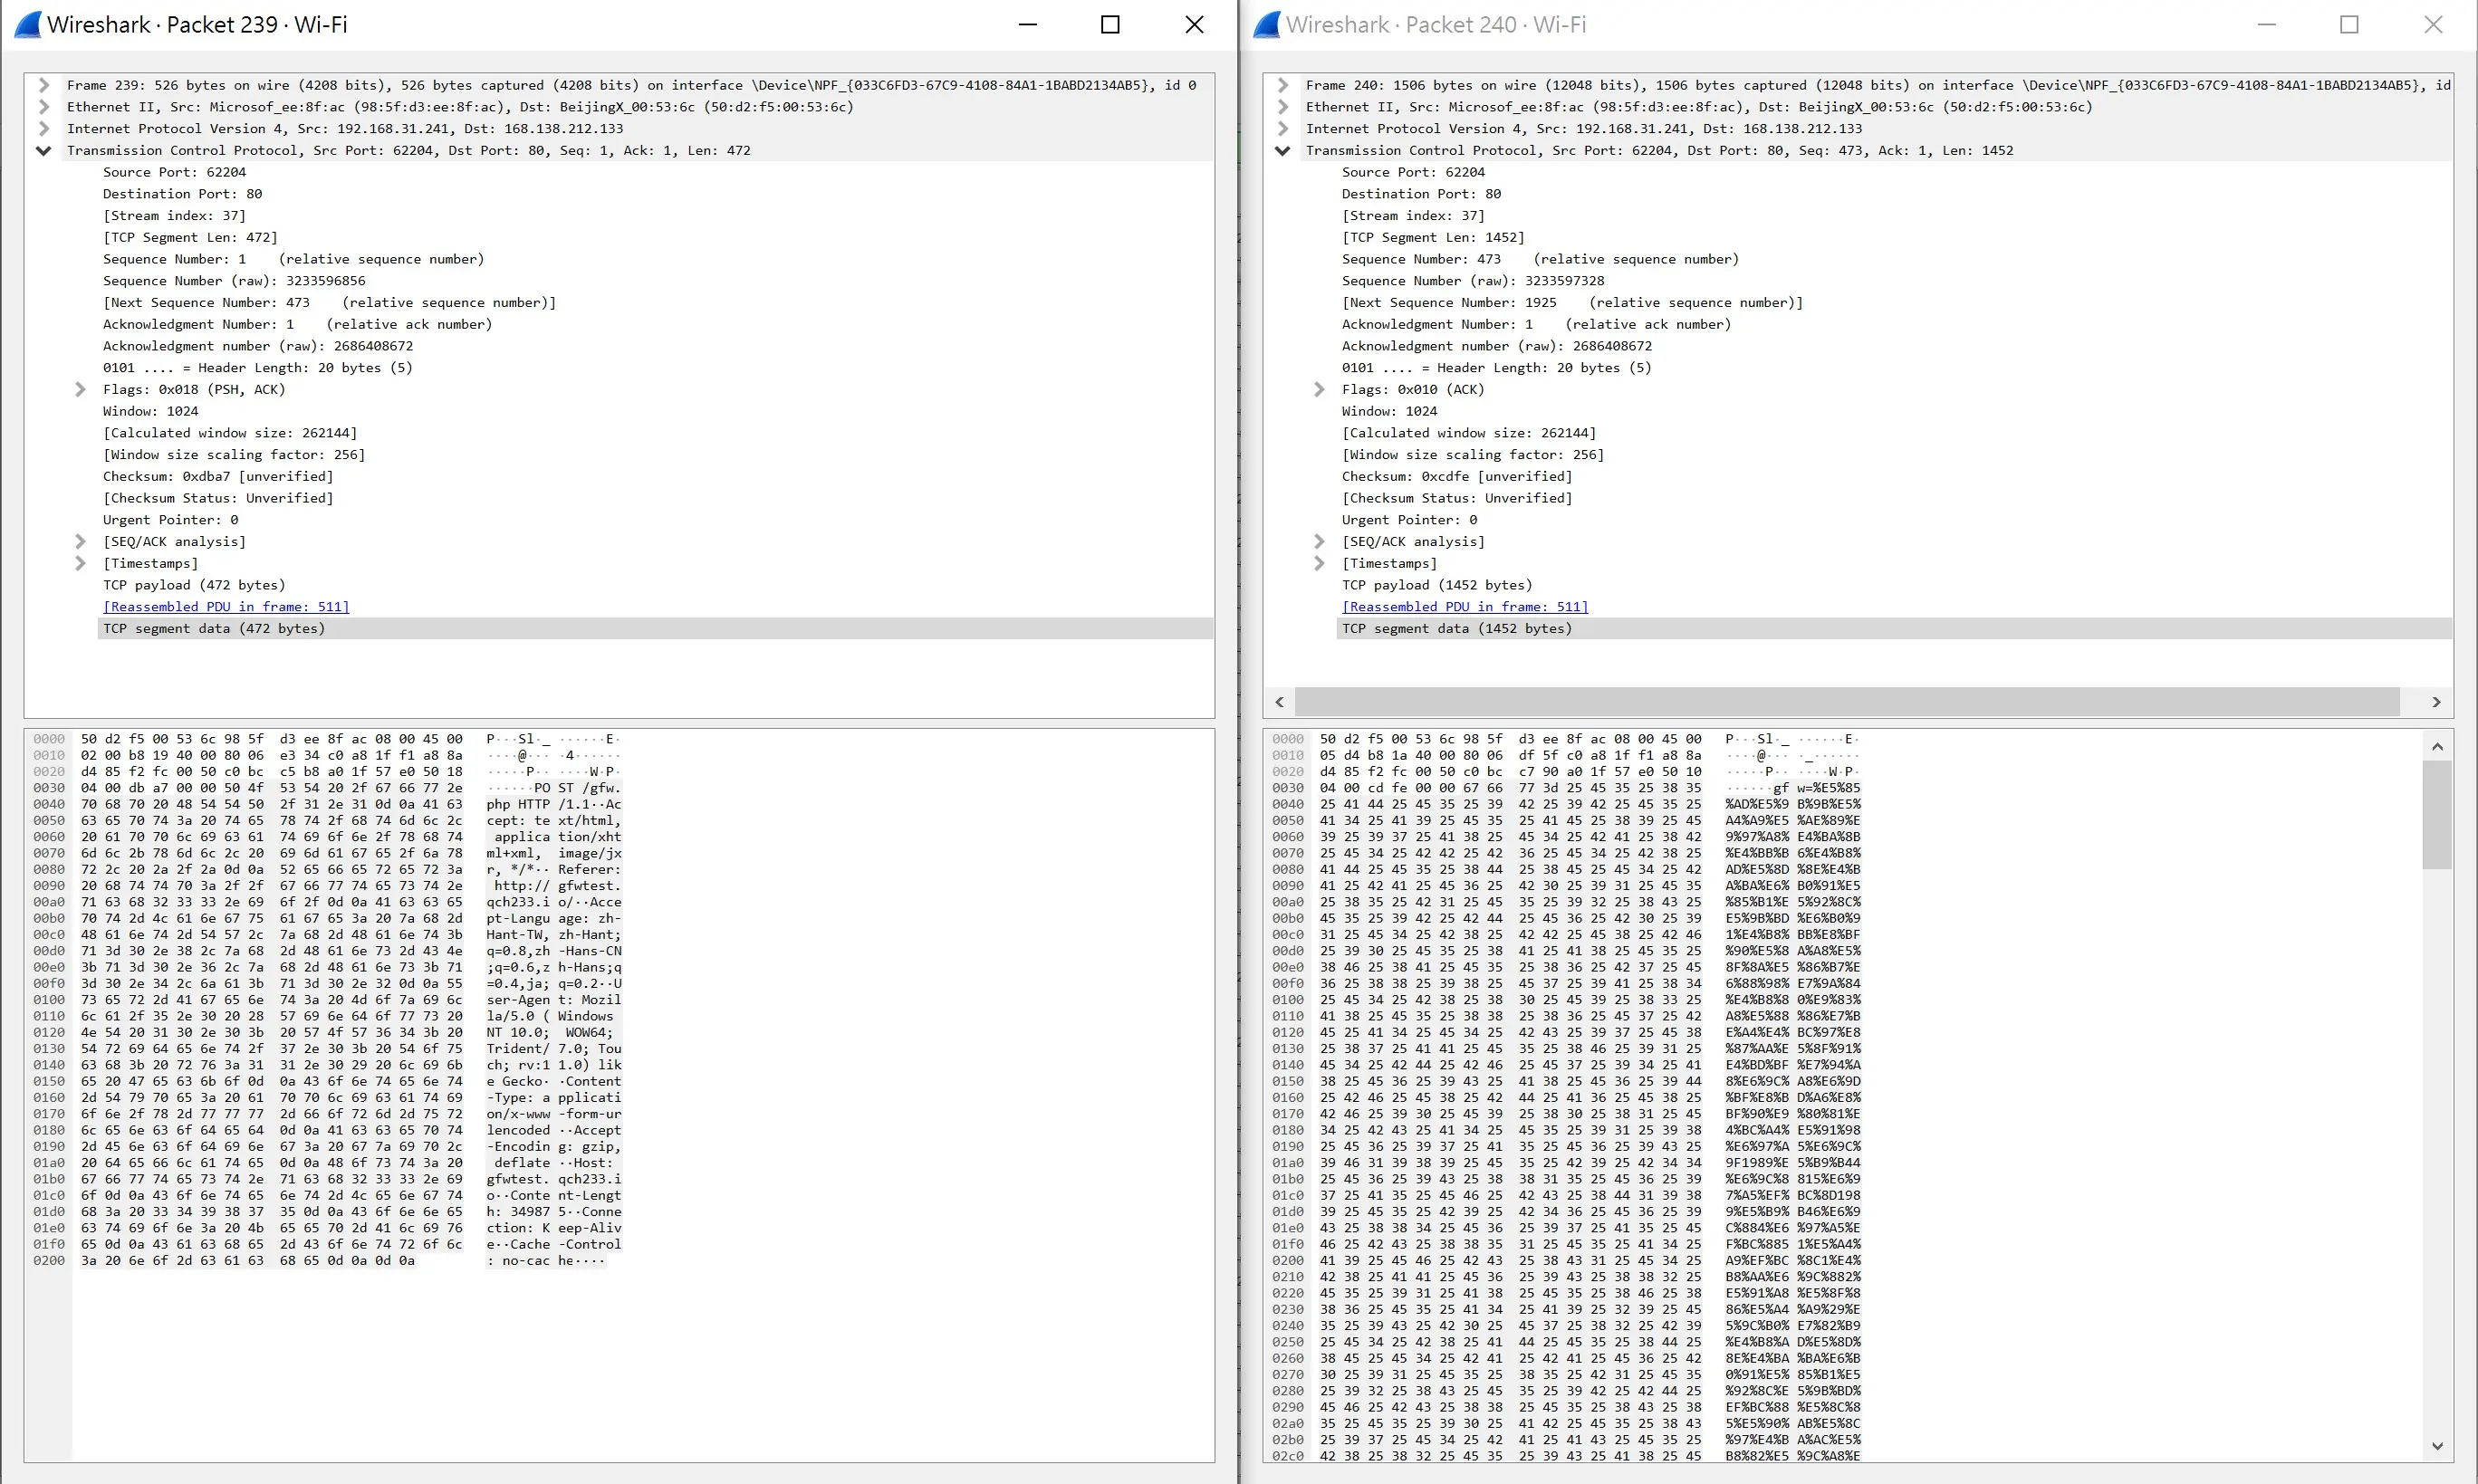 Wireshark · Packet 239 · Wi-Fi
Frame 239: 526 bytes on wire (4208 bits), 526 bytes captured (4208 bits) on interface \Device\NPF_{033C6FD3-67C9-4108-84A1-1BABD2134AB5}, id 0
Ethernet II, Src: Microsof_ee:8f:ac (98:5f:d3:ee:8f:ac), Dst: BeijingX_00:53:6c (50:d2:f5:00:53:6c)
Internet Protocol Version 4, Src: 192.168.31.241, Dst: 168.138.212.133
Transmission Control Protocol, Src Port: 62204, Dst Port: 80, Seq: 1, Ack: 1, Len: 472
Source Port: 62204
Destination Port: 80
[Stream index: 37]
[TCP Segment Len: 472]
Sequence Number: 1    (relative sequence number)
Sequence Number (raw): 3233596856
[Next Sequence Number: 473    (relative sequence number)]
Acknowledgment Number: 1    (relative ack number)
Acknowledgment number (raw): 2686408672
0101 .... = Header Length: 20 bytes (5)
Flags: 0x018 (PSH, ACK)
Window: 1024
[Calculated window size: 262144]
[Window size scaling factor: 256]
Checksum: 0xdba7 [unverified]
[Checksum Status: Unverified]
Urgent Pointer: 0
[SEQ/ACK analysis]
[Timestamps]
TCP payload (472 bytes)
[Reassembled PDU in frame: 511]
TCP segment data (472 bytes)
0000 50 d2 f5 00 53 6c 98 5f d3 ee 8f ac 08 00 45 00 P···Sl·_ ······E·
0010 02 00 b8 19 40 00 80 06 e3 34 c0 a8 1f f1 a8 8a ····@··· ·4······
0020 d4 85 f2 fc 00 50 c0 bc c5 b8 a0 1f 57 e0 50 18 ·····P·· ····W·P·
0030 04 00 db a7 00 00 50 4f 53 54 20 2f 67 66 77 2e ······PO ST /gfw.
0040 70 68 70 20 48 54 54 50 2f 31 2e 31 0d 0a 41 63 php HTTP /1.1··Ac
0050 63 65 70 74 3a 20 74 65 78 74 2f 68 74 6d 6c 2c cept: te xt/html,
0060 20 61 70 70 6c 69 63 61 74 69 6f 6e 2f 78 68 74  applica tion/xht
0070 6d 6c 2b 78 6d 6c 2c 20 69 6d 61 67 65 2f 6a 78 ml+xml,  image/jx
0080 72 2c 20 2a 2f 2a 0d 0a 52 65 66 65 72 65 72 3a r, */*·· Referer:
0090 20 68 74 74 70 3a 2f 2f 67 66 77 74 65 73 74 2e  http:// gfwtest.
00a0 71 63 68 32 33 33 2e 69 6f 2f 0d 0a 41 63 63 65 qch233.i o/··Acce
00b0 70 74 2d 4c 61 6e 67 75 61 67 65 3a 20 7a 68 2d pt-Langu age: zh-
00c0 48 61 6e 74 2d 54 57 2c 7a 68 2d 48 61 6e 74 3b Hant-TW, zh-Hant;
00d0 71 3d 30 2e 38 2c 7a 68 2d 48 61 6e 73 2d 43 4e q=0.8,zh -Hans-CN
00e0 3b 71 3d 30 2e 36 2c 7a 68 2d 48 61 6e 73 3b 71 ;q=0.6,z h-Hans;q
00f0 3d 30 2e 34 2c 6a 61 3b 71 3d 30 2e 32 0d 0a 55 =0.4,ja; q=0.2··U
0100 73 65 72 2d 41 67 65 6e 74 3a 20 4d 6f 7a 69 6c ser-Agen t: Mozil
0110 6c 61 2f 35 2e 30 20 28 57 69 6e 64 6f 77 73 20 la/5.0 ( Windows
0120 4e 54 20 31 30 2e 30 3b 20 57 4f 57 36 34 3b 20 NT 10.0;  WOW64;
0130 54 72 69 64 65 6e 74 2f 37 2e 30 3b 20 54 6f 75 Trident/ 7.0; Tou
0140 63 68 3b 20 72 76 3a 31 31 2e 30 29 20 6c 69 6b ch; rv:1 1.0) lik
0150 65 20 47 65 63 6b 6f 0d 0a 43 6f 6e 74 65 6e 74 e Gecko· ·Content
0160 2d 54 79 70 65 3a 20 61 70 70 6c 69 63 61 74 69 -Type: a pplicati
0170 6f 6e 2f 78 2d 77 77 77 2d 66 6f 72 6d 2d 75 72 on/x-www -form-ur
0180 6c 65 6e 63 6f 64 65 64 0d 0a 41 63 63 65 70 74 lencoded ··Accept
0190 2d 45 6e 63 6f 64 69 6e 67 3a 20 67 7a 69 70 2c -Encodin g: gzip,
01a0 20 64 65 66 6c 61 74 65 0d 0a 48 6f 73 74 3a 20  deflate ··Host:
01b0 67 66 77 74 65 73 74 2e 71 63 68 32 33 33 2e 69 gfwtest. qch233.i
01c0 6f 0d 0a 43 6f 6e 74 65 6e 74 2d 4c 65 6e 67 74 o··Conte nt-Lengt
01d0 68 3a 20 33 34 39 38 37 35 0d 0a 43 6f 6e 6e 65 h: 34987 5··Conne
01e0 63 74 69 6f 6e 3a 20 4b 65 65 70 2d 41 6c 69 76 ction: K eep-Aliv
01f0 65 0d 0a 43 61 63 68 65 2d 43 6f 6e 74 72 6f 6c e··Cache -Control
0200 3a 20 6e 6f 2d 63 61 63 68 65 0d 0a 0d 0a : no-cac he····
Wireshark · Packet 240 · Wi-Fi
Frame 240: 1506 bytes on wire (12048 bits), 1506 bytes captured (12048 bits) on interface \Device\NPF_{033C6FD3-67C9-4108-84A1-1BABD2134AB5}, id
Ethernet II, Src: Microsof_ee:8f:ac (98:5f:d3:ee:8f:ac), Dst: BeijingX_00:53:6c (50:d2:f5:00:53:6c)
Internet Protocol Version 4, Src: 192.168.31.241, Dst: 168.138.212.133
Transmission Control Protocol, Src Port: 62204, Dst Port: 80, Seq: 473, Ack: 1, Len: 1452
Source Port: 62204
Destination Port: 80
[Stream index: 37]
[TCP Segment Len: 1452]
Sequence Number: 473    (relative sequence number)
Sequence Number (raw): 3233597328
[Next Sequence Number: 1925    (relative sequence number)]
Acknowledgment Number: 1    (relative ack number)
Acknowledgment number (raw): 2686408672
0101 .... = Header Length: 20 bytes (5)
Flags: 0x010 (ACK)
Window: 1024
[Calculated window size: 262144]
[Window size scaling factor: 256]
Checksum: 0xcdfe [unverified]
[Checksum Status: Unverified]
Urgent Pointer: 0
[SEQ/ACK analysis]
[Timestamps]
TCP payload (1452 bytes)
[Reassembled PDU in frame: 511]
TCP segment data (1452 bytes)
0000 50 d2 f5 00 53 6c 98 5f d3 ee 8f ac 08 00 45 00 P···Sl·_ ······E·
0010 05 d4 b8 1a 40 00 80 06 df 5f c0 a8 1f f1 a8 8a ····@··· ·_······
0020 d4 85 f2 fc 00 50 c0 bc c7 90 a0 1f 57 e0 50 10 ·····P·· ····W·P·
0030 04 00 cd fe 00 00 67 66 77 3d 25 45 35 25 38 35 ······gf w=%E5%85
0040 25 41 44 25 45 35 25 39 42 25 39 42 25 45 35 25 %AD%E5%9 B%9B%E5%
0050 41 34 25 41 39 25 45 35 25 41 45 25 38 39 25 45 A4%A9%E5 %AE%89%E
0060 39 25 39 37 25 41 38 25 45 34 25 42 41 25 38 42 9%97%A8% E4%BA%8B
0070 25 45 34 25 42 42 25 42 36 25 45 34 25 42 38 25 %E4%BB%B 6%E4%B8%
0080 41 44 25 45 35 25 38 44 25 38 45 25 45 34 25 42 AD%E5%8D %8E%E4%B
0090 41 25 42 41 25 45 36 25 42 30 25 39 31 25 45 35 A%BA%E6% B0%91%E5
00a0 25 38 35 25 42 31 25 45 35 25 39 32 25 38 43 25 %85%B1%E 5%92%8C%
00b0 45 35 25 39 42 25 42 44 25 45 36 25 42 30 25 39 E5%9B%BD %E6%B0%9
00c0 31 25 45 34 25 42 38 25 42 42 25 45 38 25 42 46 1%E4%B8% BB%E8%BF
00d0 25 39 30 25 45 35 25 38 41 25 41 38 25 45 35 25 %90%E5%8 A%A8%E5%
00e0 38 46 25 38 41 25 45 35 25 38 36 25 42 37 25 45 8F%8A%E5 %86%B7%E
00f0 36 25 38 38 25 39 38 25 45 37 25 39 41 25 38 34 6%88%98% E7%9A%84
0100 25 45 34 25 42 38 25 38 30 25 45 39 25 38 33 25 %E4%B8%8 0%E9%83%
0110 41 38 25 45 35 25 38 38 25 38 36 25 45 37 25 42 A8%E5%88 %86%E7%B
0120 45 25 41 34 25 45 34 25 42 43 25 39 37 25 45 38 E%A4%E4% BC%97%E8
0130 25 38 37 25 41 41 25 45 35 25 38 46 25 39 31 25 %87%AA%E 5%8F%91%
0140 45 34 25 42 44 25 42 46 25 45 37 25 39 34 25 41 E4%BD%BF %E7%94%A
0150 38 25 45 36 25 39 43 25 41 38 25 45 36 25 39 44 8%E6%9C% A8%E6%9D
0160 25 42 46 25 45 38 25 42 44 25 41 36 25 45 38 25 %BF%E8%B D%A6%E8%
0170 42 46 25 39 30 25 45 39 25 38 30 25 38 31 25 45 BF%90%E9 %80%81%E
0180 34 25 42 43 25 41 34 25 45 35 25 39 31 25 39 38 4%BC%A4% E5%91%98
0190 25 45 36 25 39 37 25 41 35 25 45 36 25 39 43 25 %E6%97%A 5%E6%9C%
01a0 39 46 31 39 38 39 25 45 35 25 42 39 25 42 34 34 9F1989%E 5%B9%B44
01b0 25 45 36 25 39 43 25 38 38 31 35 25 45 36 25 39 %E6%9C%8 815%E6%9
01c0 37 25 41 35 25 45 46 25 42 43 25 38 44 31 39 38 7%A5%EF% BC%8D198
01d0 39 25 45 35 25 42 39 25 42 34 36 25 45 36 25 39 9%E5%B9% B46%E6%9
01e0 43 25 38 38 34 25 45 36 25 39 37 25 41 35 25 45 C%884%E6 %97%A5%E
01f0 46 25 42 43 25 38 38 35 31 25 45 35 25 41 34 25 F%BC%885 1%E5%A4%
0200 41 39 25 45 46 25 42 43 25 38 43 31 25 45 34 25 A9%EF%BC %8C1%E4%
0210 42 38 25 41 41 25 45 36 25 39 43 25 38 38 32 25 B8%AA%E6 %9C%882%
0220 45 35 25 39 31 25 41 38 25 45 35 25 38 46 25 38 E5%91%A8 %E5%8F%8
0230 38 36 25 45 35 25 41 34 25 41 39 25 32 39 25 45 86%E5%A4 %A9%29%E
0240 35 25 39 43 25 42 30 25 45 37 25 38 32 25 42 39 5%9C%B0% E7%82%B9
0250 25 45 34 25 42 38 25 41 44 25 45 35 25 38 44 25 %E4%B8%A D%E5%8D%
0260 38 45 25 45 34 25 42 41 25 42 41 25 45 36 25 42 8E%E4%BA %BA%E6%B
0270 30 25 39 31 25 45 35 25 38 35 25 42 31 25 45 35 0%91%E5% 85%B1%E5
0280 25 39 32 25 38 43 25 45 35 25 39 42 25 42 44 25 %92%8C%E 5%9B%BD%
0290 45 46 25 42 43 25 38 38 25 45 35 25 38 43 25 38 EF%BC%88 %E5%8C%8
02a0 35 25 45 35 25 39 30 25 41 42 25 45 35 25 38 43 5%E5%90% AB%E5%8C
02b0 25 39 37 25 45 34 25 42 41 25 41 43 25 45 35 25 %97%E4%B A%AC%E5%
02c0 42 38 25 38 32 25 45 35 25 39 43 25 41 38 25 45 B8%82%E5 %9C%A8%E